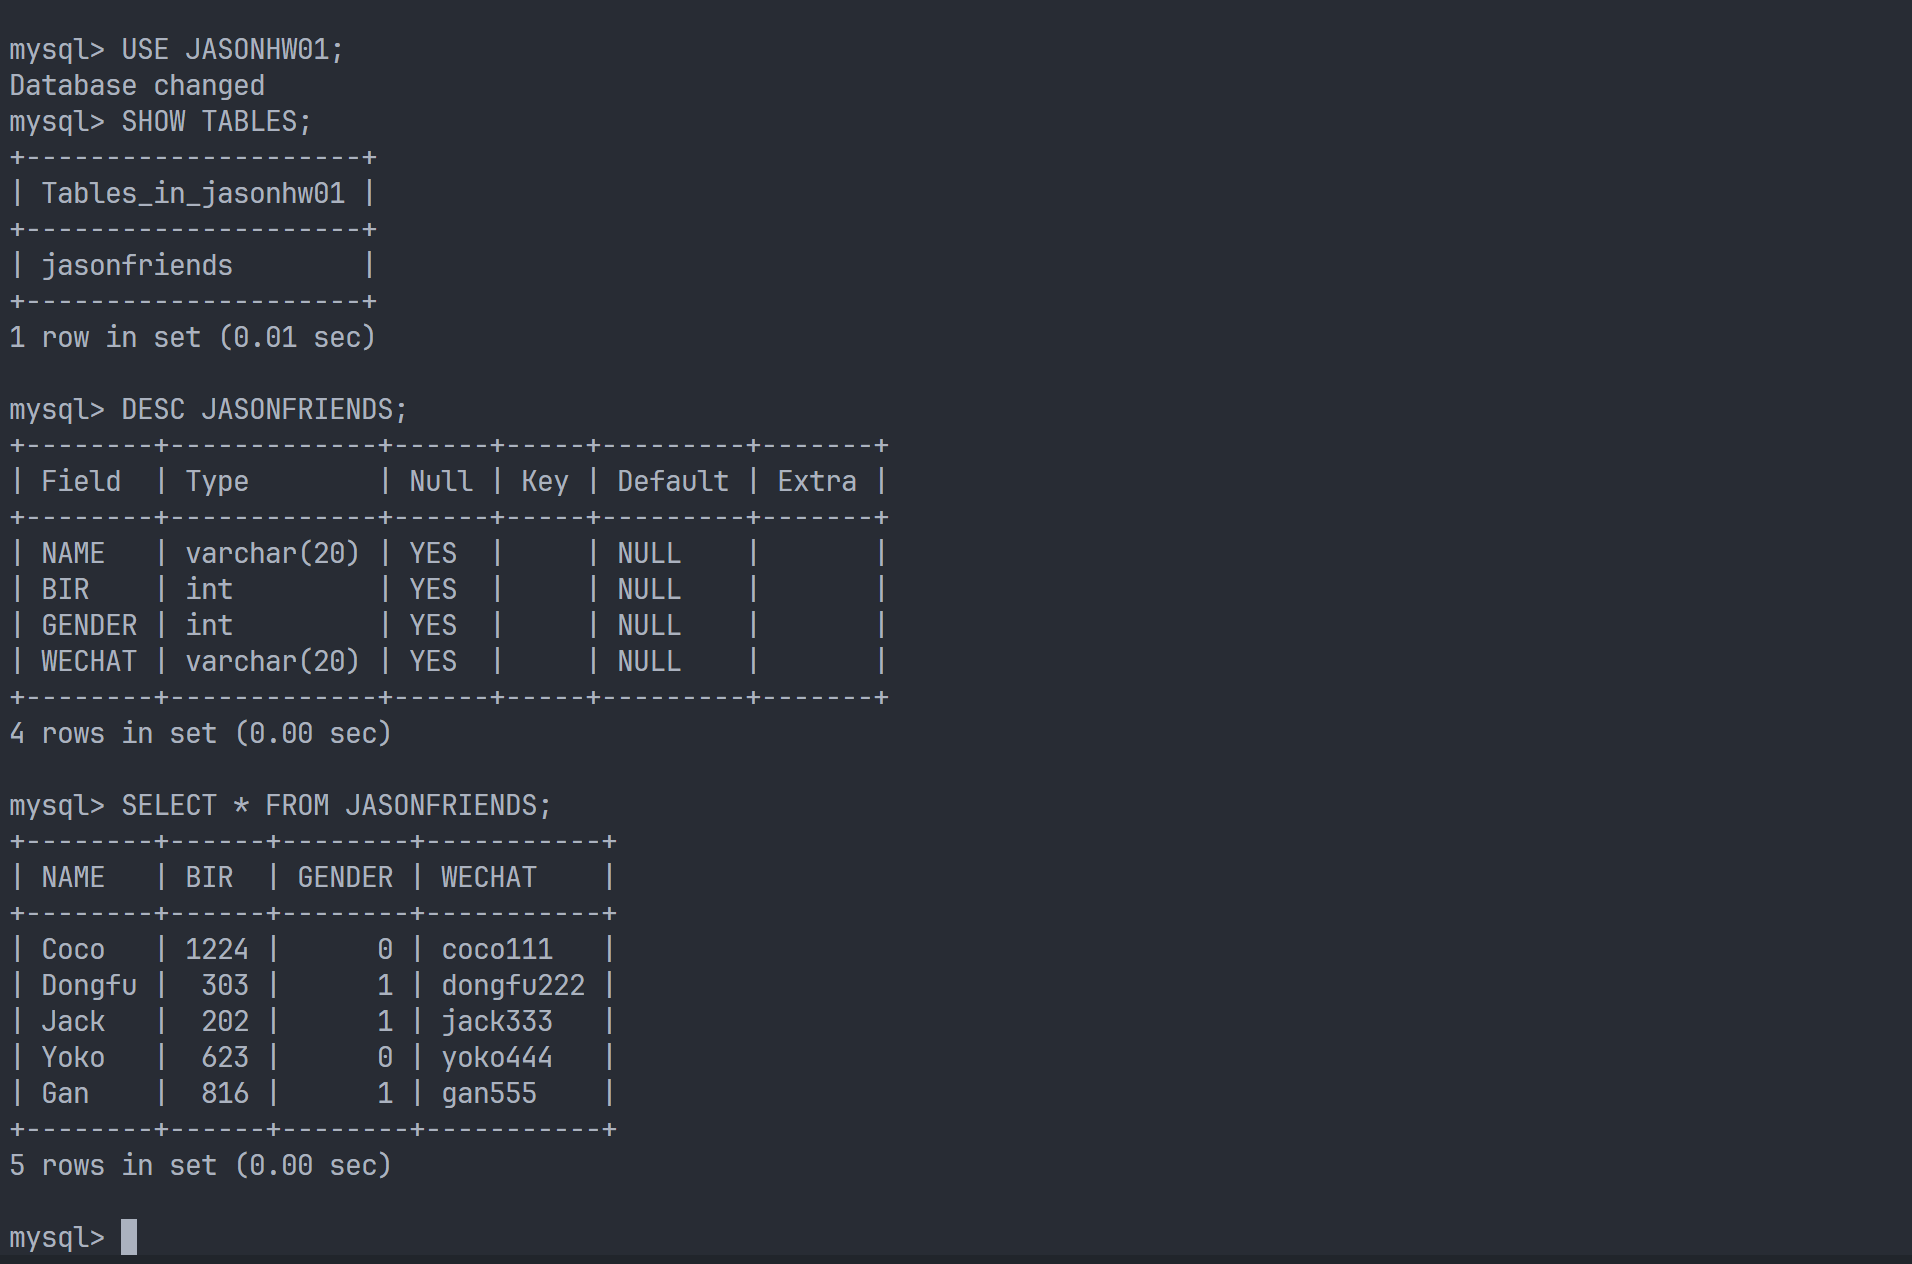 mysql> USE JASONHW01;
Database changed
mysql> SHOW TABLES;
+---------------------+
| Tables_in_jasonhw01 |
+---------------------+
| jasonfriends        |
+---------------------+
1 row in set (0.01 sec)

mysql> DESC JASONFRIENDS;
+--------+-------------+------+-----+---------+-------+
| Field  | Type        | Null | Key | Default | Extra |
+--------+-------------+------+-----+---------+-------+
| NAME   | varchar(20) | YES  |     | NULL    |       |
| BIR    | int         | YES  |     | NULL    |       |
| GENDER | int         | YES  |     | NULL    |       |
| WECHAT | varchar(20) | YES  |     | NULL    |       |
+--------+-------------+------+-----+---------+-------+
4 rows in set (0.00 sec)

mysql> SELECT * FROM JASONFRIENDS;
+--------+------+--------+-----------+
| NAME   | BIR  | GENDER | WECHAT    |
+--------+------+--------+-----------+
| Coco   | 1224 |      0 | coco111   |
| Dongfu |  303 |      1 | dongfu222 |
| Jack   |  202 |      1 | jack333   |
| Yoko   |  623 |      0 | yoko444   |
| Gan    |  816 |      1 | gan555    |
+--------+------+--------+-----------+
5 rows in set (0.00 sec)

mysql>